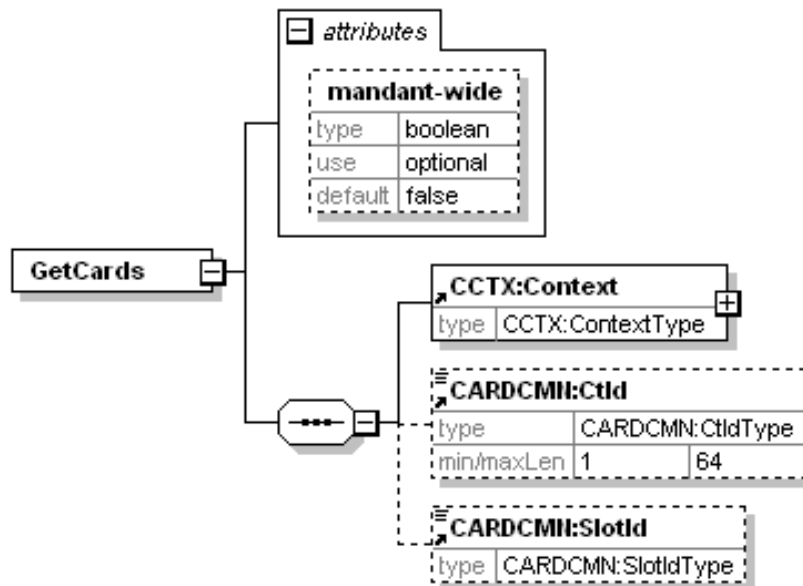 attributes
mandant-wide
type boolean
use optional
default false
GetCards
CCTX:Context
type CCTX:ContextType
CARDCMN:CtId
type CARDCMN:CtIdType
min/maxLen 1 64
CARDCMN:SlotId
type CARDCMN:SlotIdType